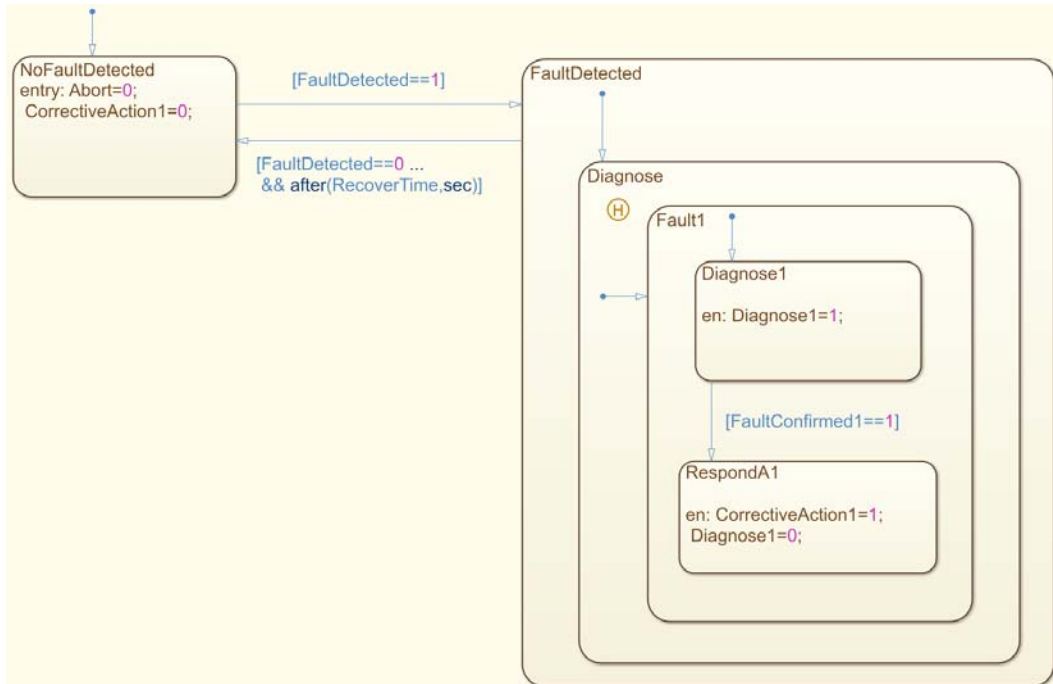 NoFaultDetected
entry: Abort=0;
CorrectiveAction1=0;
[FaultDetected==1]
[FaultDetected==0 ...
&& after(RecoverTime,sec)]
FaultDetected
Diagnose
H
Fault1
Diagnose1
en: Diagnose1=1;
[FaultConfirmed1==1]
RespondA1
en: CorrectiveAction1=1;
Diagnose1=0;